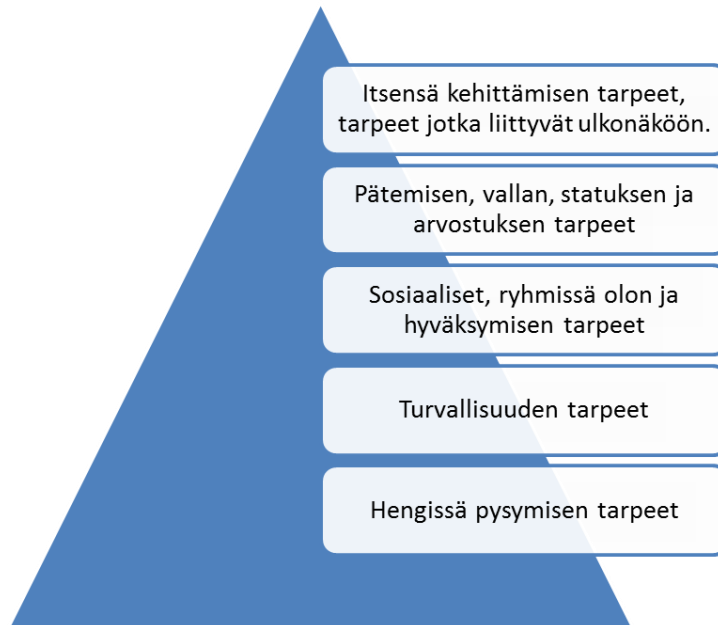 Itsensä kehittämisen tarpeet,
tarpeet jotka liittyvät ulkonäköön.
Pätemisen, vallan, statuksen ja
arvostuksen tarpeet
Sosiaaliset, ryhmissä olon ja
hyväksymisen tarpeet
Turvallisuuden tarpeet
Hengissä pysymisen tarpeet